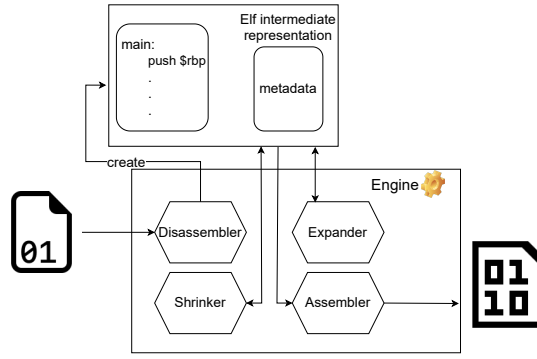 Elf intermediate
representation
main:
push $rbp
.
.
.
.
metadata
create
Engine
Disassembler
Expander
01
Shrinker
Assembler
01
10